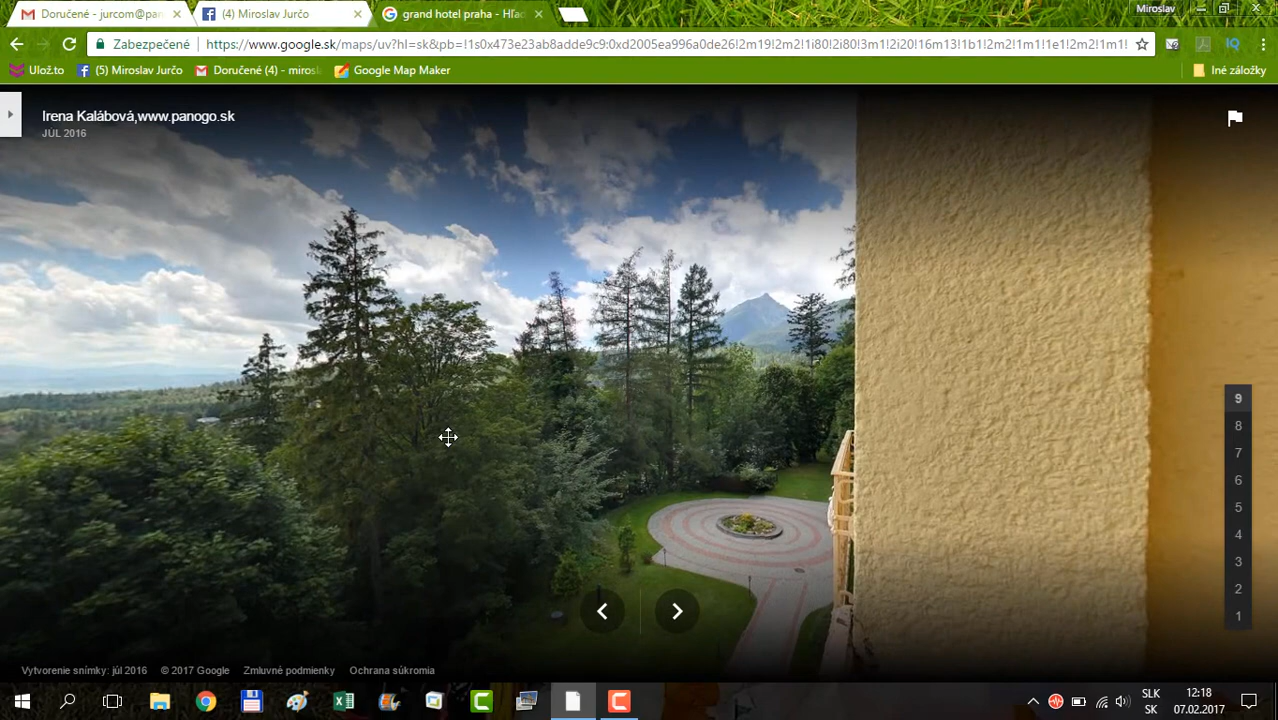 Doručené - jurcom@pan
(4) Miroslav Jurčo
grand hotel praha - Hľad
Miroslav
Zabezpečené
https://www.google.sk/maps/uv?hl=sk&pb=!1s0x473e23ab8adde9c9:0xd2005ea996a0de26!2m19!2m2!1i80!2i80!3m1!2i20!16m13!1b1!2m2!1m1!1e1!2m2!1m1!
IQ
Ulož.to
(5) Miroslav Jurčo
Doručené (4) - mirosl
Google Map Maker
Iné záložky
Irena Kalábová,www.panogo.sk
JÚL 2016
9
8
7
6
5
4
3
2
1
Vytvorenie snímky: júl 2016
© 2017 Google
Zmluvné podmienky
Ochrana súkromia
SLK
SK
12:18
07.02.2017